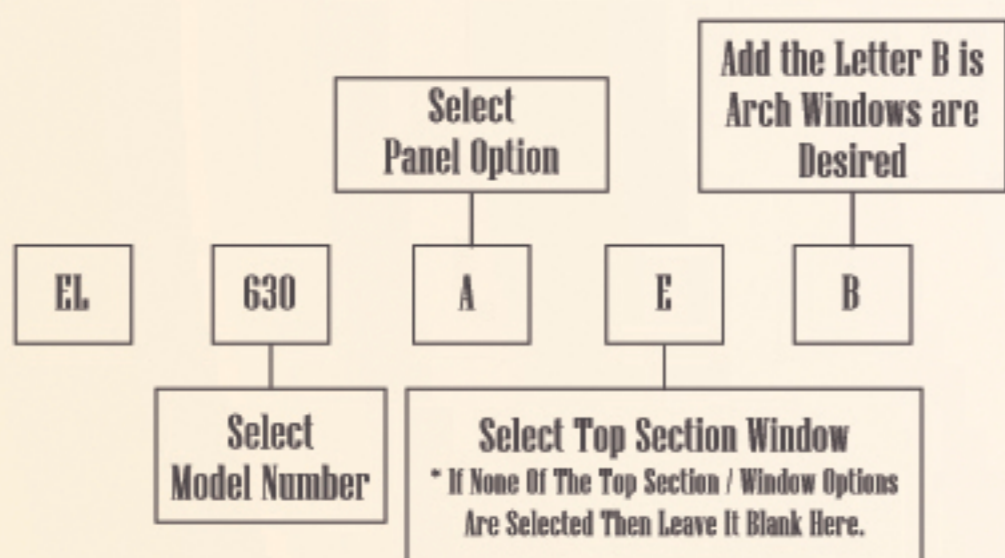 Add the Letter B is
Arch Windows are
Desired
Select
Panel Option
EL
630
A
E
B
Select
Model Number
Select Top Section Window
* If None Of The Top Section / Window Options
Are Selected Then Leave It Blank Here.